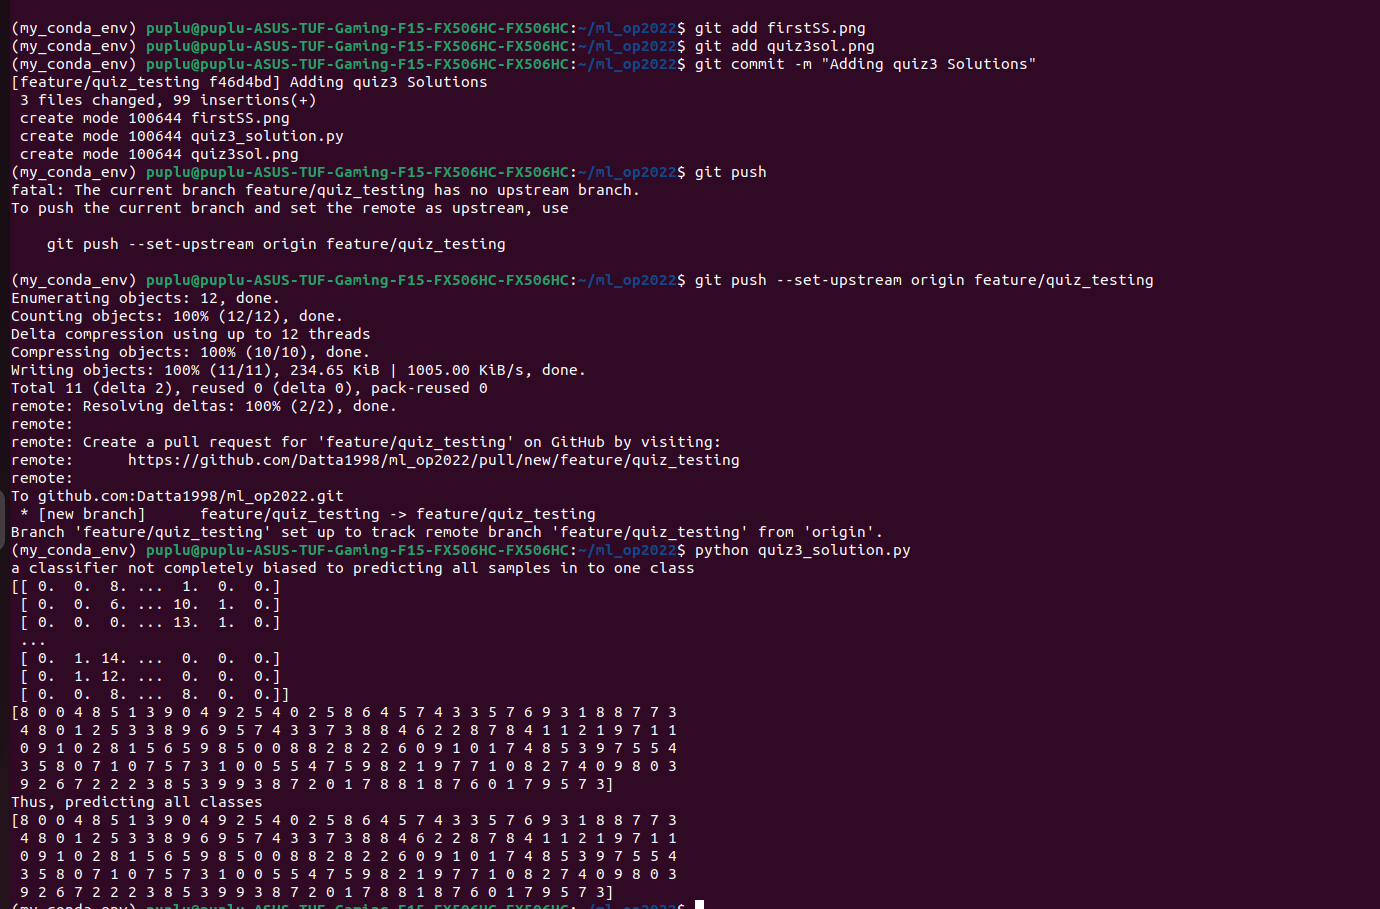 (my_conda_env) puplu@puplu-ASUS-TUF-Gaming-F15-FX506HC-FX506HC:~/ml_op2022$ git add firstSS.png
(my_conda_env) puplu@puplu-ASUS-TUF-Gaming-F15-FX506HC-FX506HC:~/ml_op2022$ git add quiz3sol.png
(my_conda_env) puplu@puplu-ASUS-TUF-Gaming-F15-FX506HC-FX506HC:~/ml_op2022$ git commit -m "Adding quiz3 Solutions"
[feature/quiz_testing f46d4bd] Adding quiz3 Solutions
 3 files changed, 99 insertions(+)
 create mode 100644 firstSS.png
 create mode 100644 quiz3_solution.py
 create mode 100644 quiz3sol.png
(my_conda_env) puplu@puplu-ASUS-TUF-Gaming-F15-FX506HC-FX506HC:~/ml_op2022$ git push
fatal: The current branch feature/quiz_testing has no upstream branch.
To push the current branch and set the remote as upstream, use
    git push --set-upstream origin feature/quiz_testing
(my_conda_env) puplu@puplu-ASUS-TUF-Gaming-F15-FX506HC-FX506HC:~/ml_op2022$ git push --set-upstream origin feature/quiz_testing
Enumerating objects: 12, done.
Counting objects: 100% (12/12), done.
Delta compression using up to 12 threads
Compressing objects: 100% (10/10), done.
Writing objects: 100% (11/11), 234.65 KiB | 1005.00 KiB/s, done.
Total 11 (delta 2), reused 0 (delta 0), pack-reused 0
remote: Resolving deltas: 100% (2/2), done.
remote:
remote: Create a pull request for 'feature/quiz_testing' on GitHub by visiting:
remote:      https://github.com/Datta1998/ml_op2022/pull/new/feature/quiz_testing
remote:
To github.com:Datta1998/ml_op2022.git
 * [new branch]      feature/quiz_testing -> feature/quiz_testing
Branch 'feature/quiz_testing' set up to track remote branch 'feature/quiz_testing' from 'origin'.
(my_conda_env) puplu@puplu-ASUS-TUF-Gaming-F15-FX506HC-FX506HC:~/ml_op2022$ python quiz3_solution.py
a classifier not completely biased to predicting all samples in to one class
[[ 0.  0.  8. ...  1.  0.  0.]
 [ 0.  0.  6. ... 10.  1.  0.]
 [ 0.  0.  0. ... 13.  1.  0.]
 ...
 [ 0.  1. 14. ...  0.  0.  0.]
 [ 0.  1. 12. ...  0.  0.  0.]
 [ 0.  0.  8. ...  8.  0.  0.]]
[8 0 0 4 8 5 1 3 9 0 4 9 2 5 4 0 2 5 8 6 4 5 7 4 3 3 5 7 6 9 3 1 8 8 7 7 3
 4 8 0 1 2 5 3 3 8 9 6 9 5 7 4 3 3 7 3 8 8 4 6 2 2 8 7 8 4 1 1 2 1 9 7 1 1
 0 9 1 0 2 8 1 5 6 5 9 8 5 0 0 8 8 2 8 2 2 6 0 9 1 0 1 7 4 8 5 3 9 7 5 5 4
 3 5 8 0 7 1 0 7 5 7 3 1 0 0 5 5 4 7 5 9 8 2 1 9 7 7 1 0 8 2 7 4 0 9 8 0 3
 9 2 6 7 2 2 2 3 8 5 3 9 9 3 8 7 2 0 1 7 8 8 1 8 7 6 0 1 7 9 5 7 3]
Thus, predicting all classes
[8 0 0 4 8 5 1 3 9 0 4 9 2 5 4 0 2 5 8 6 4 5 7 4 3 3 5 7 6 9 3 1 8 8 7 7 3
 4 8 0 1 2 5 3 3 8 9 6 9 5 7 4 3 3 7 3 8 8 4 6 2 2 8 7 8 4 1 1 2 1 9 7 1 1
 0 9 1 0 2 8 1 5 6 5 9 8 5 0 0 8 8 2 8 2 2 6 0 9 1 0 1 7 4 8 5 3 9 7 5 5 4
 3 5 8 0 7 1 0 7 5 7 3 1 0 0 5 5 4 7 5 9 8 2 1 9 7 7 1 0 8 2 7 4 0 9 8 0 3
 9 2 6 7 2 2 2 3 8 5 3 9 9 3 8 7 2 0 1 7 8 8 1 8 7 6 0 1 7 9 5 7 3]
(my_conda_env) puplu@puplu-ASUS-TUF-Gaming-F15-FX506HC-FX506HC:~/ml_op2022$